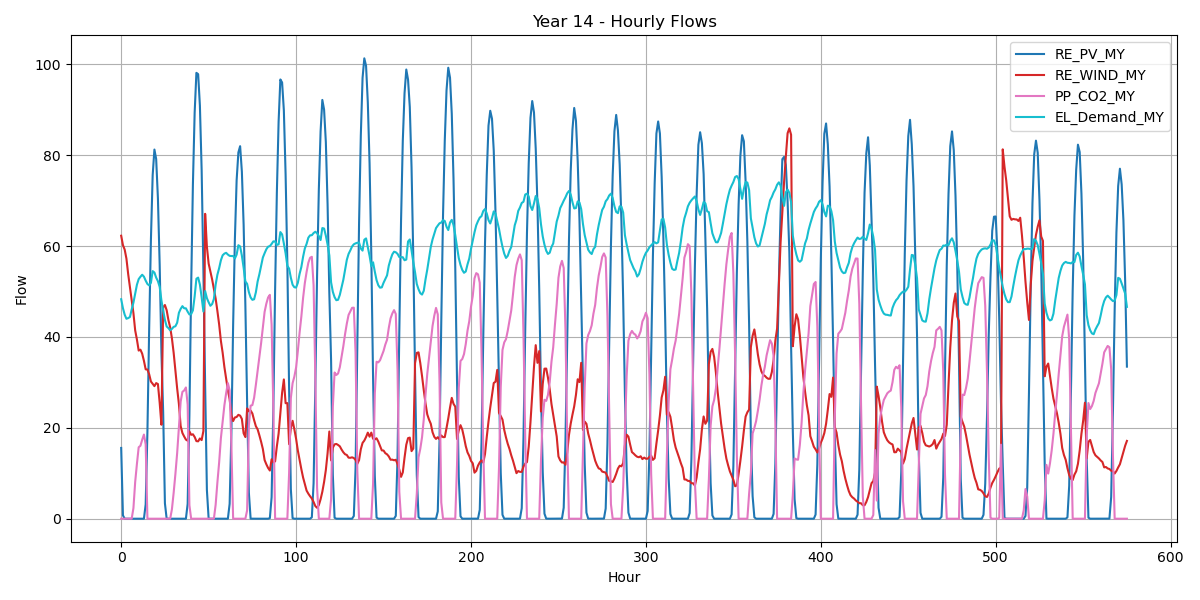 Year 14 - Hourly Flows
RE_PV_MY
RE_WIND_MY
PP_CO2_MY
EL_Demand_MY
Flow
100
80
60
40
20
0
0 100 200 300 400 500 600
Hour